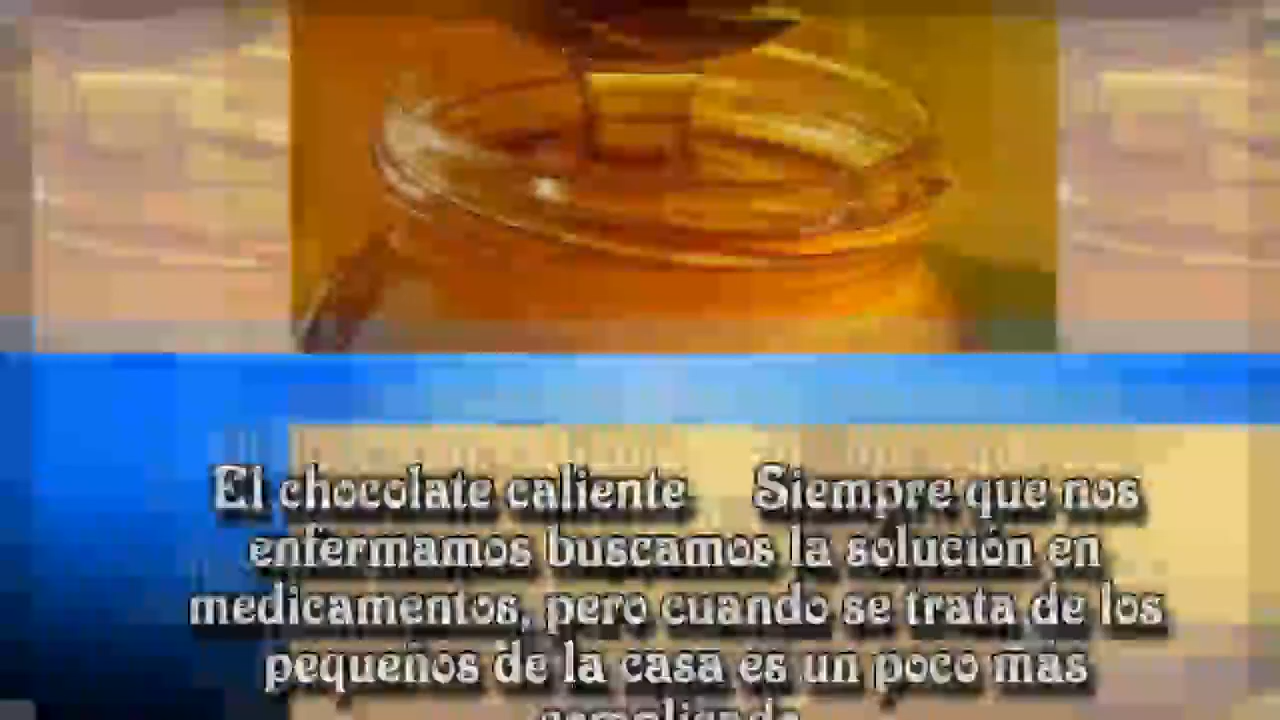 El chocolate caliente Siempre que nos
enfermamos buscamos la solución en
medicamentos, pero cuando se trata de los
pequeños de la casa es un poco más